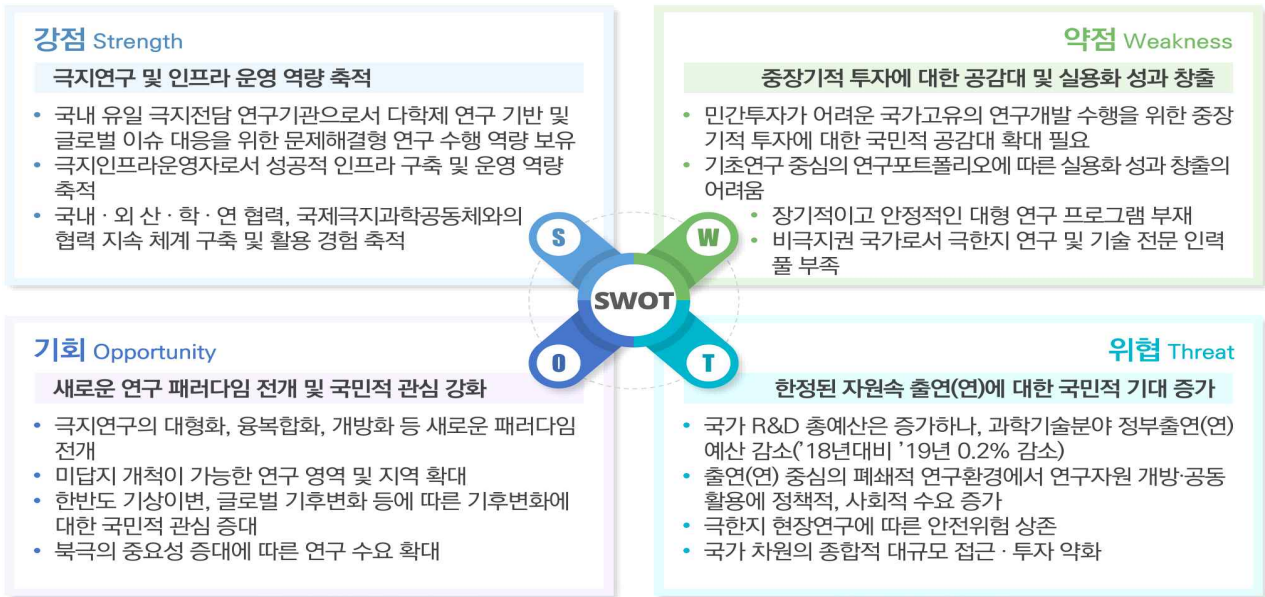 강점 Strength
극지연구 및 인프라 운영 역량 축적
• 국내 유일 극지전담 연구기관으로서 다학제 연구 기반 및
글로벌 이슈 대응을 위한 문제해결형 연구 수행 역량 보유
• 극지인프라운영자로서 성공적 인프라 구축 및 운영 역량
축적
• 국내 · 외 산 · 학 · 연 협력, 국제극지과학공동체와의
협력 지속 체계 구축 및 활용 경험 축적
약점 Weakness
중장기적 투자에 대한 공감대 및 실용화 성과 창출
• 민간투자가 어려운 국가고유의 연구개발 수행을 위한 중장
기적 투자에 대한 국민적 공감대 확대 필요
• 기초연구 중심의 연구포트폴리오에 따른 실용화 성과 창출의
어려움
• 장기적이고 안정적인 대형 연구 프로그램 부재
• 비극지권 국가로서 극한지 연구 및 기술 전문 인력
풀 부족
S
W
SWOT
O
T
기회 Opportunity
새로운 연구 패러다임 전개 및 국민적 관심 강화
• 극지연구의 대형화, 융복합화, 개방화 등 새로운 패러다임
전개
• 미답지 개척이 가능한 연구 영역 및 지역 확대
• 한반도 기상이변, 글로벌 기후변화 등에 따른 기후변화에
대한 국민적 관심 증대
• 북극의 중요성 증대에 따른 연구 수요 확대
위협 Threat
한정된 자원속 출연(연)에 대한 국민적 기대 증가
• 국가 R&D 총예산은 증가하나, 과학기술분야 정부출연(연)
예산 감소('18년대비 '19년 0.2% 감소)
• 출연(연) 중심의 폐쇄적 연구환경에서 연구자원 개방·공동
활용에 정책적, 사회적 수요 증가
• 극한지 현장연구에 따른 안전위험 상존
• 국가 차원의 종합적 대규모 접근 · 투자 약화